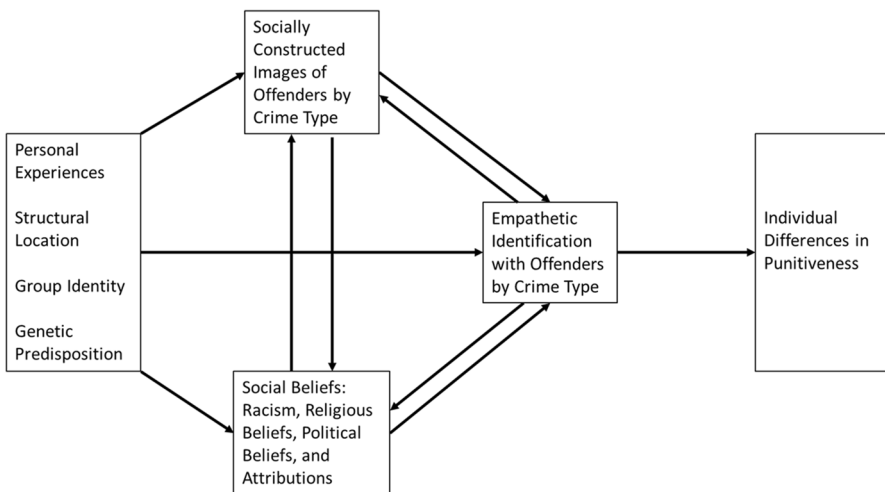 Socially
Constructed
Images of
Offenders by
Crime Type
Personal
Experiences
Structural
Location
Group Identity
Genetic
Predisposition
Empathetic
Identification
with Offenders
by Crime Type
Individual
Differences in
Punitiveness
Social Beliefs:
Racism, Religious
Beliefs, Political
Beliefs, and
Attributions